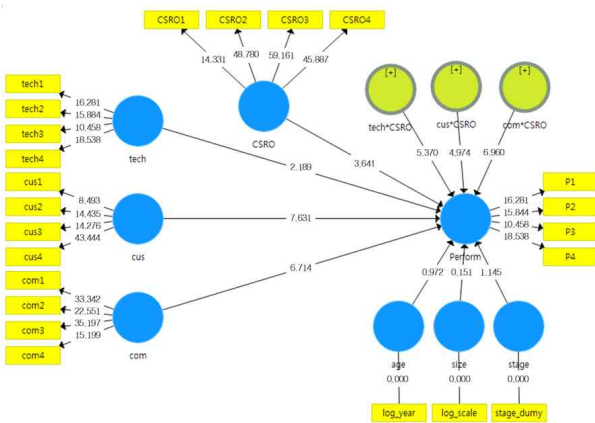 CSRO1 CSRO2 CSRO3 CSRO4
14.331 48.780 59.161 45.887
CSRO
[+] [+] [+]
tech*CSRO cus*CSRO com*CSRO
5.370 4.974 6.960
tech1
tech2
tech3
tech4
16.281
15.884
10.458
18.538
tech
2.189
3.641
cus1
cus2
cus3
cus4
8.493
14.435
14.276
43.444
cus
7.631
com1
com2
com3
com4
33.342
22.551
35.197
15.199
com
6.714
Perform
16.281
15.844
10.458
18.538
P1
P2
P3
P4
0.972 0.151 1.145
age size stage
0.000 0.000 0.000
log_year log_scale stage_dumy